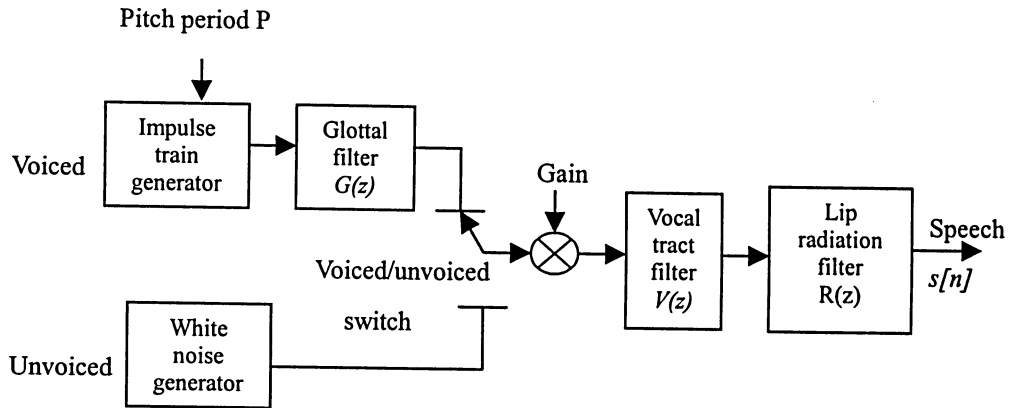 Pitch period P
Impulse
train
generator
Glottal
filter
G(z)
Voiced
Gain
Vocal
tract
filter
V(z)
Lip
radiation
filter
R(z)
Speech
s[n]
Voiced/unvoiced
switch
White
noise
generator
Unvoiced